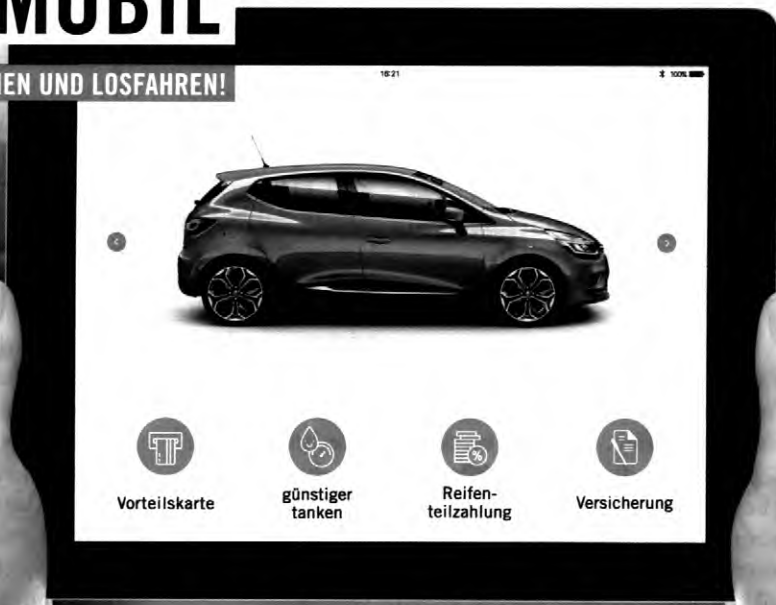 MOBIL
EN UND LOSFAHREN!
16:21
100%
Vorteilskarte
günstiger
tanken
Reifen-
teilzahlung
Versicherung